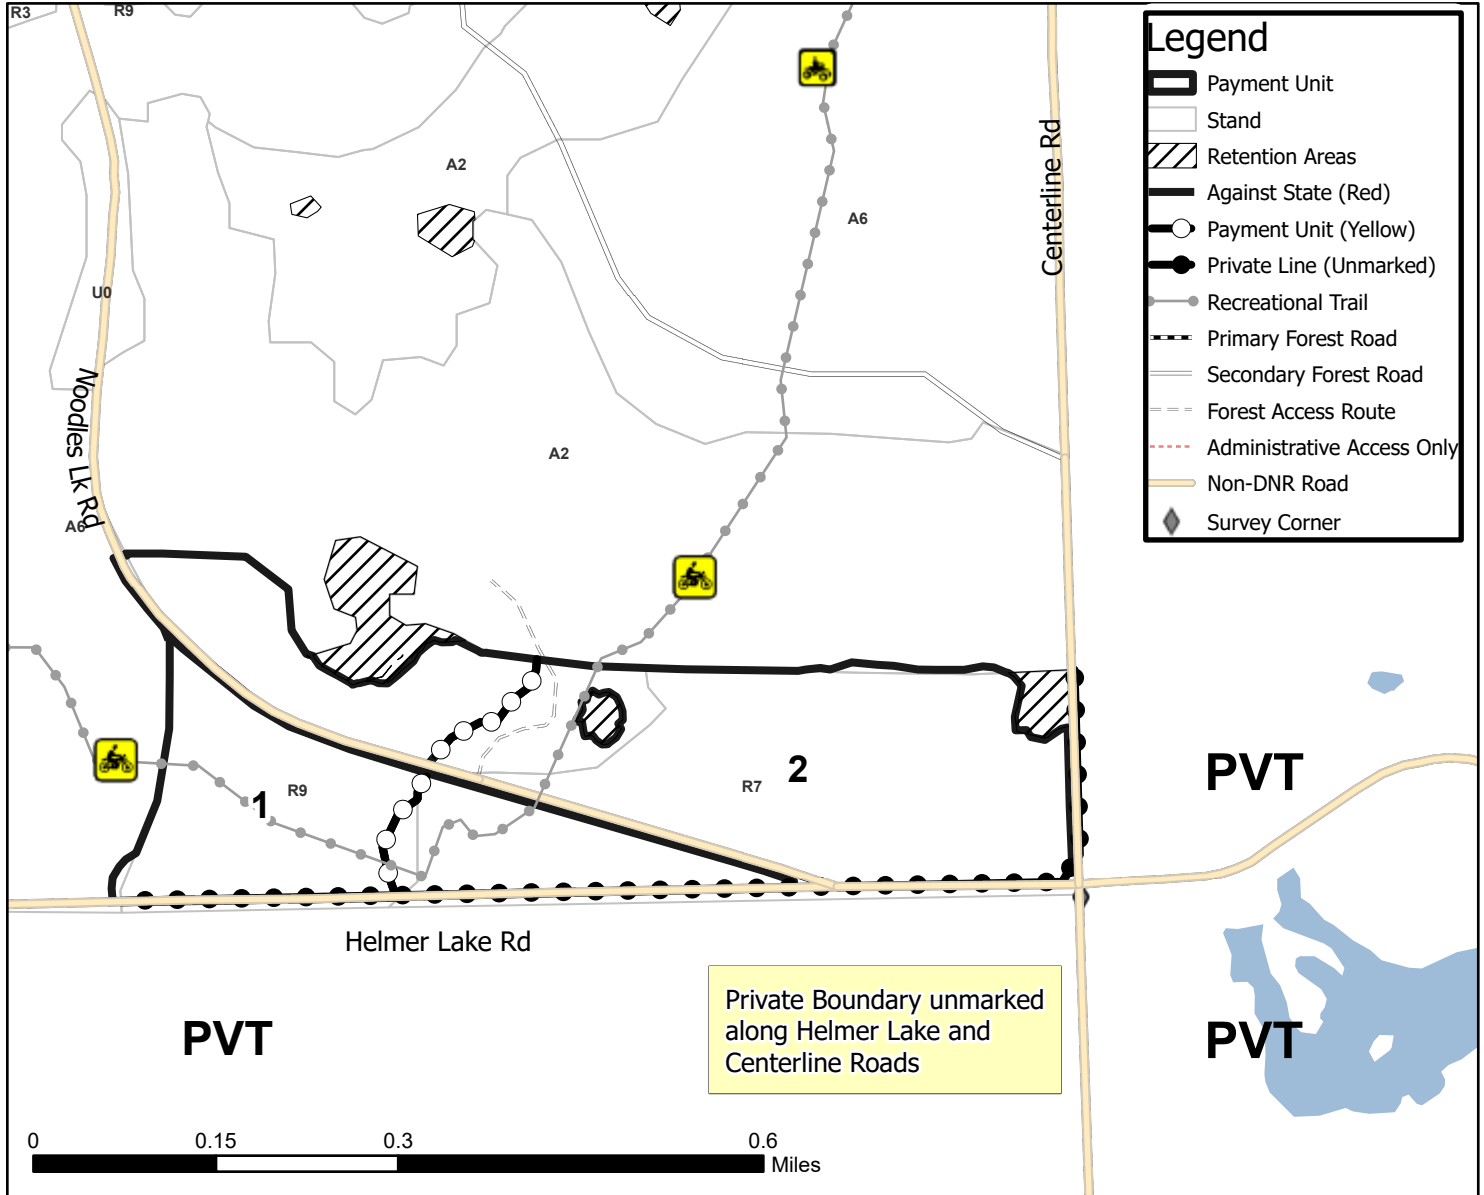 R3
R9
Legend
Payment Unit
Stand
Retention Areas
Against State (Red)
Payment Unit (Yellow)
Private Line (Unmarked)
Recreational Trail
Primary Forest Road
Secondary Forest Road
Forest Access Route
Administrative Access Only
Non-DNR Road
Survey Corner
Centerline Rd
A2
A6
U0
Noodles Lk Rd
A2
A6
R9
1
R7
2
PVT
Helmer Lake Rd
Private Boundary unmarked
along Helmer Lake and
Centerline Roads
PVT
PVT
0
0.15
0.3
0.6
Miles